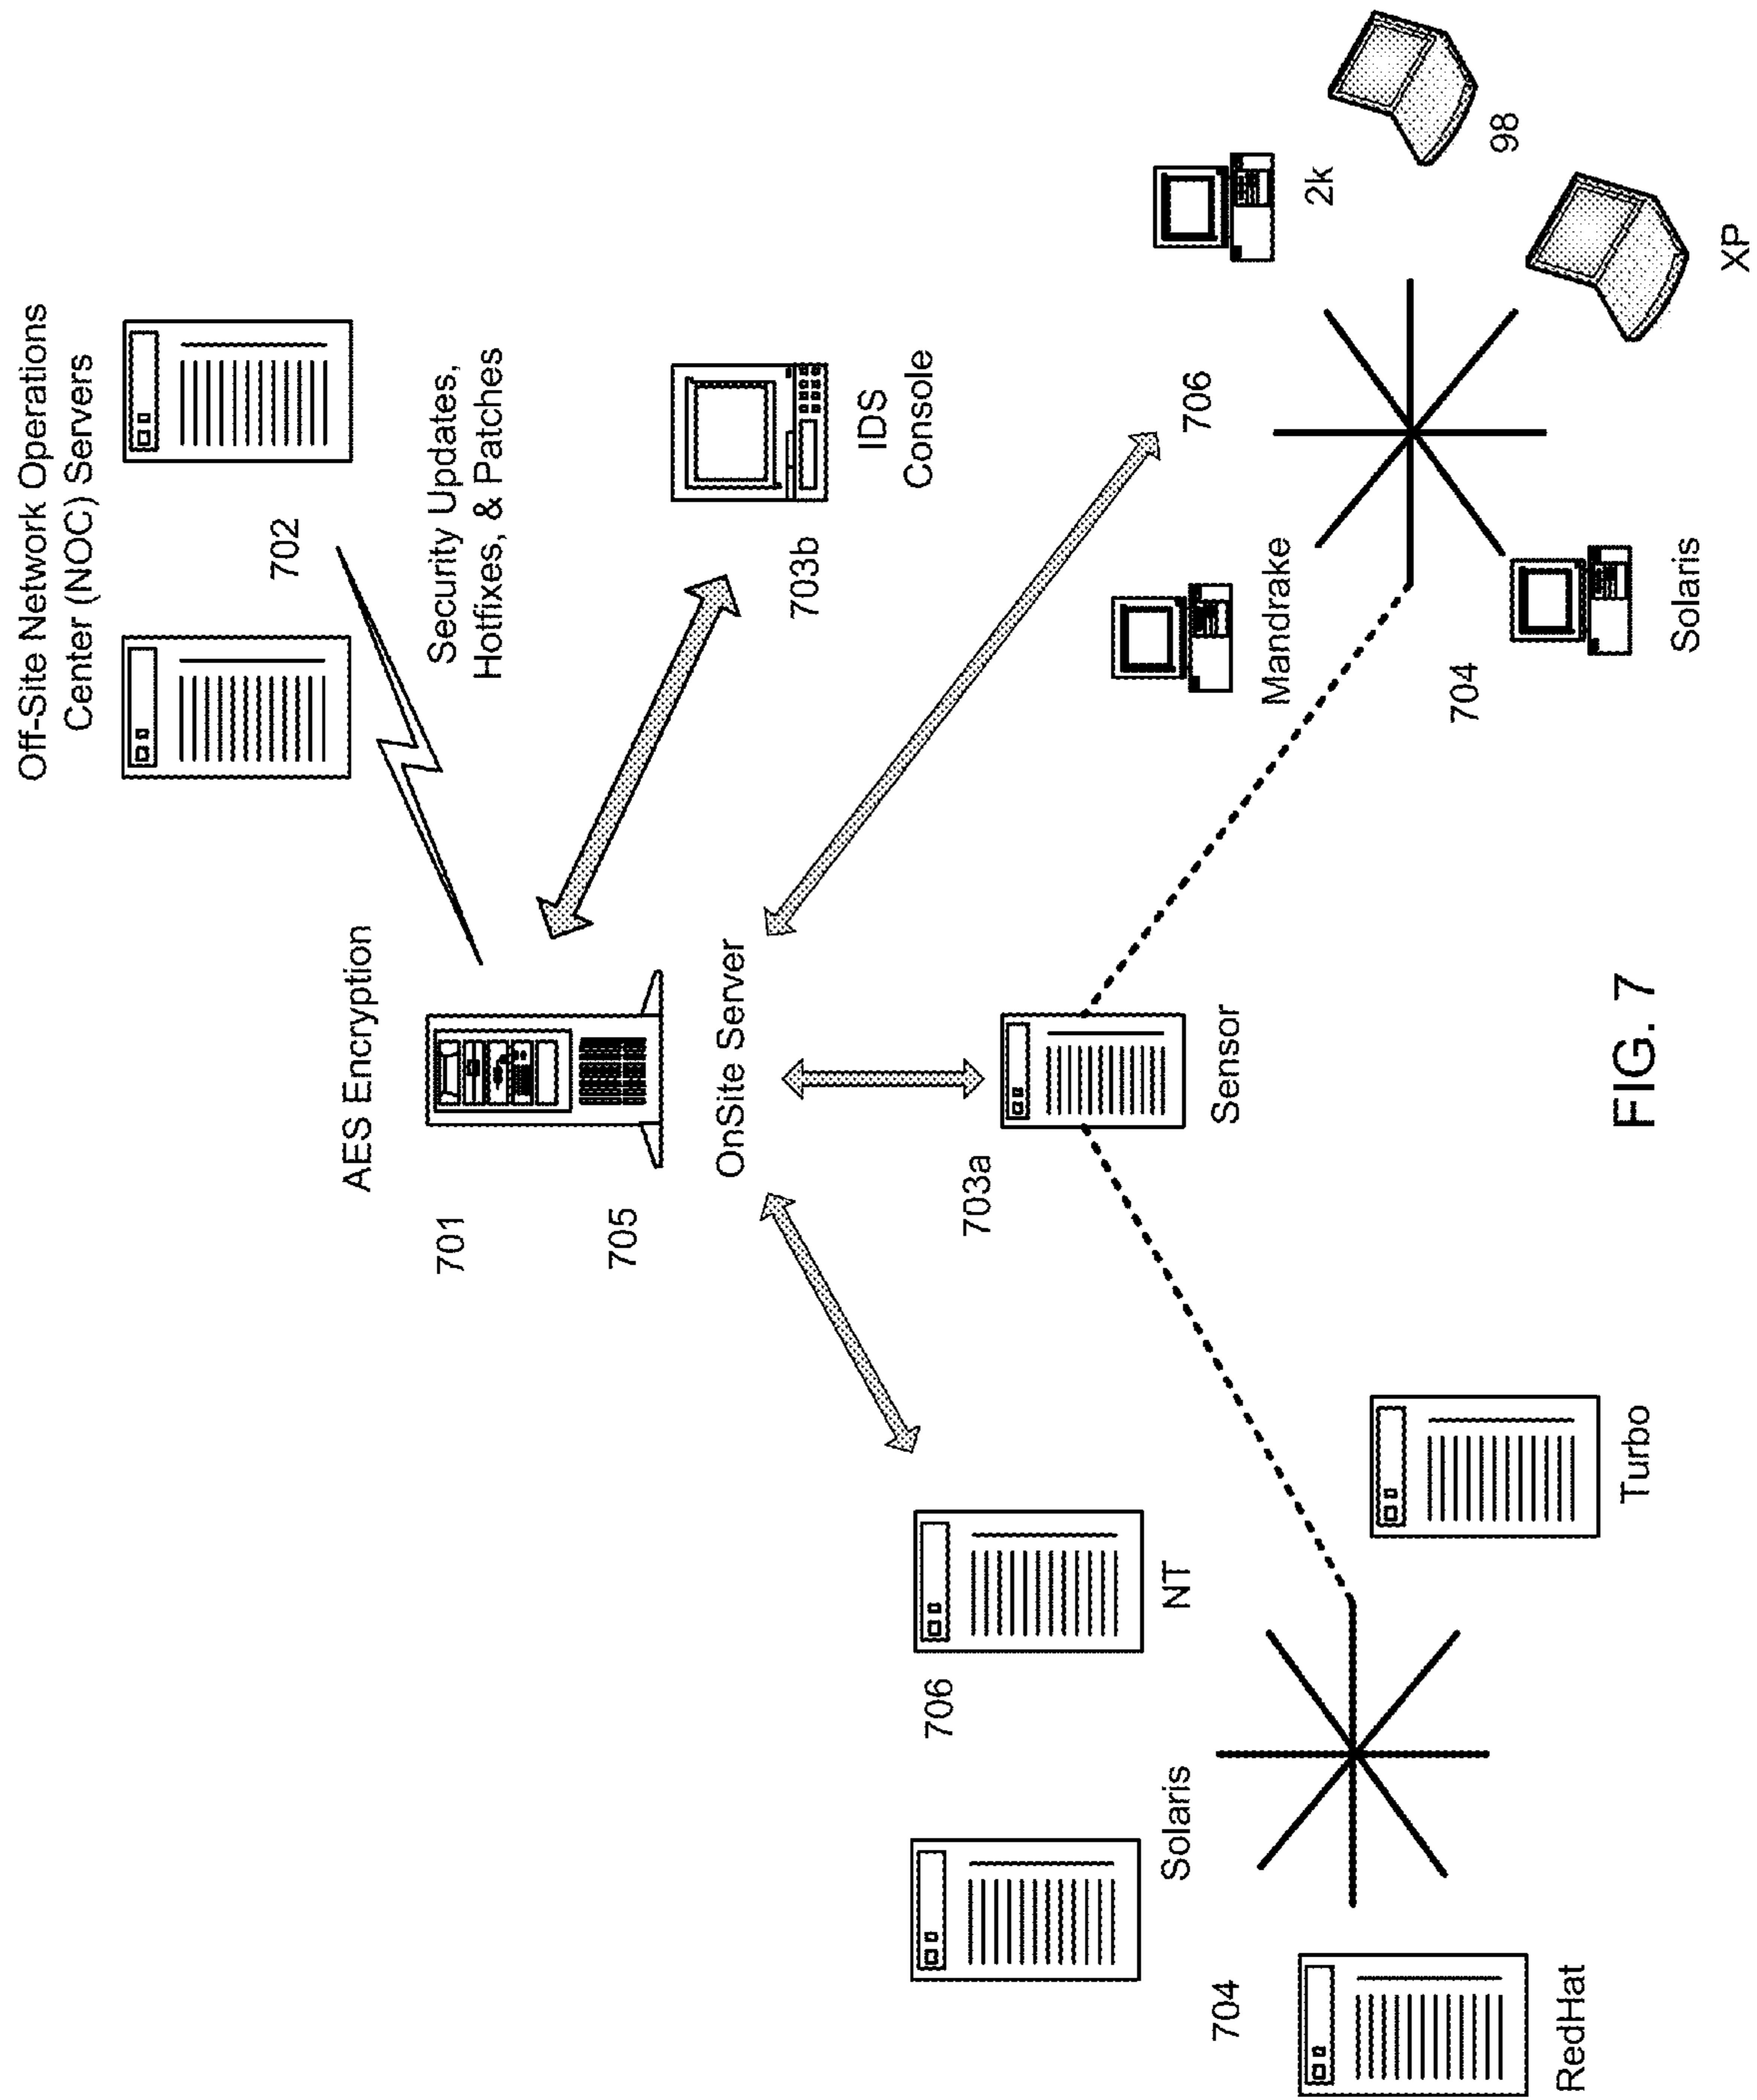 Off-Site Network Operations
Center (NOC) Servers
702
Security Updates,
Hotfixes, & Patches
AES Encryption
701
705
OnSite Server
IDS
Console
703b
703a
Sensor
706
NT
Solaris
704
RedHat
Turbo
706
Mandrake
2k
98
XP
704
Solaris
FIG. 7